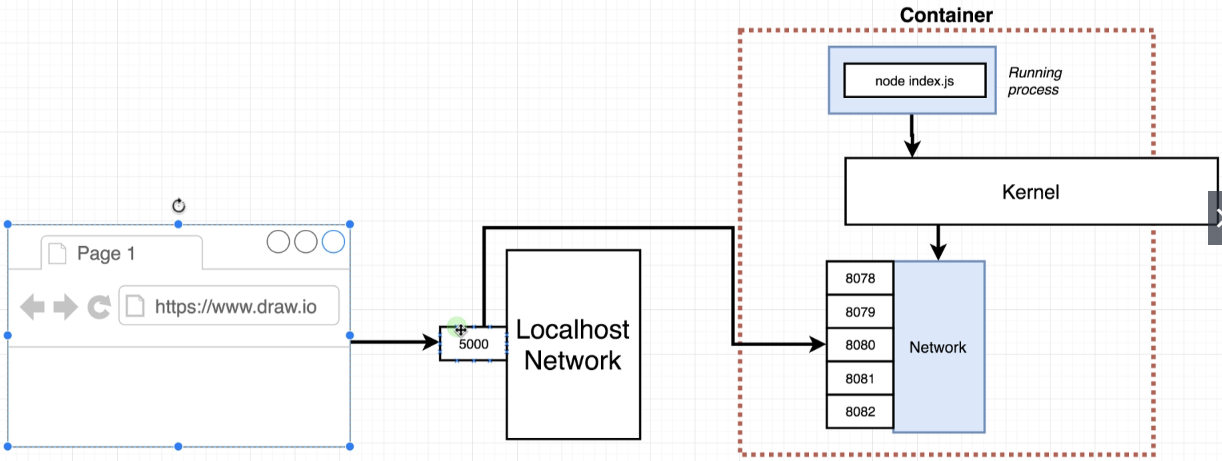 Container
node index.js
Running
process
Kernel
Page 1
https://www.draw.io
5000
Localhost
Network
8078
8079
8080
8081
8082
Network